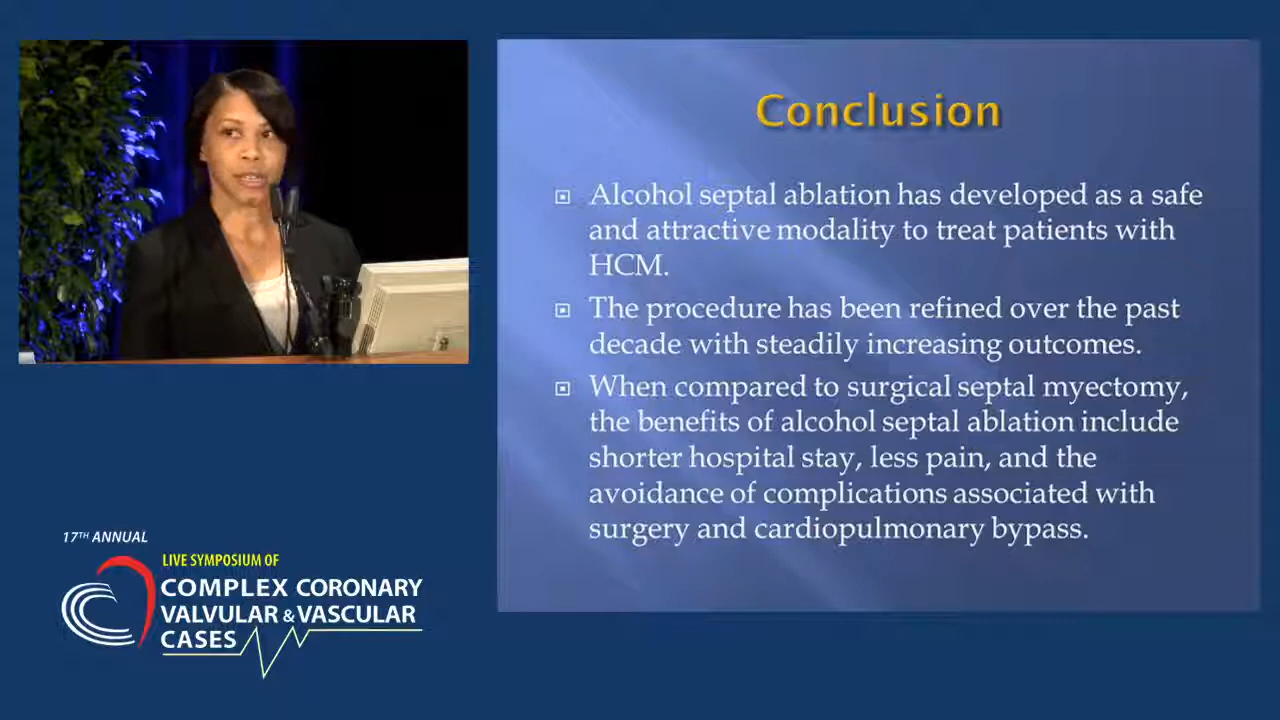 Conclusion
Alcohol septal ablation has developed as a safe
and attractive modality to treat patients with
HCM.
The procedure has been refined over the past
decade with steadily increasing outcomes.
When compared to surgical septal myectomy,
the benefits of alcohol septal ablation include
shorter hospital stay, less pain, and the
avoidance of complications associated with
surgery and cardiopulmonary bypass.
17TH ANNUAL
LIVE SYMPOSIUM OF
COMPLEX CORONARY
VALVULAR & VASCULAR
CASES